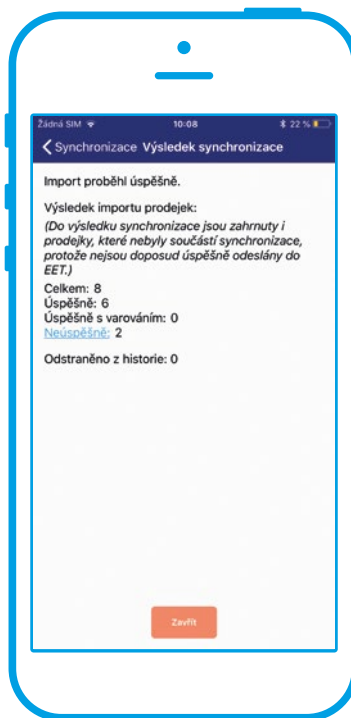 Žádná SIM 10:08 22 %
Synchronizace Výsledek synchronizace
Import proběhl úspěšně.
Výsledek importu prodejek:
(Do výsledku synchronizace jsou zahrnuty i
prodejky, které nebyly součástí synchronizace,
protože nejsou doposud úspěšně odeslány do
EET.)
Celkem: 8
Úspěšně: 6
Úspěšně s varováním: 0
Neúspěšně: 2
Odstraněno z historie: 0
Zavřít